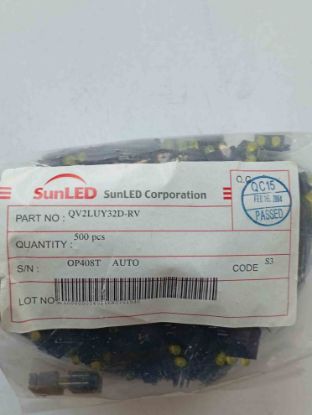 SunLED SunLED Corporation
Q.C
QC15
FEB 16. 2004
PASSED
PART NO : QV2LUY32D-RV
QUANTITY : 500 pcs
S/N : OP408T AUTO CODE S3
LOT NO